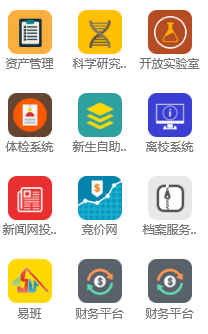 资产管理 科学研究.. 开放实验室
体检系统 新生自助.. 离校系统
新闻网投.. 竞价网 档案服务..
易班 财务平台 财务平台